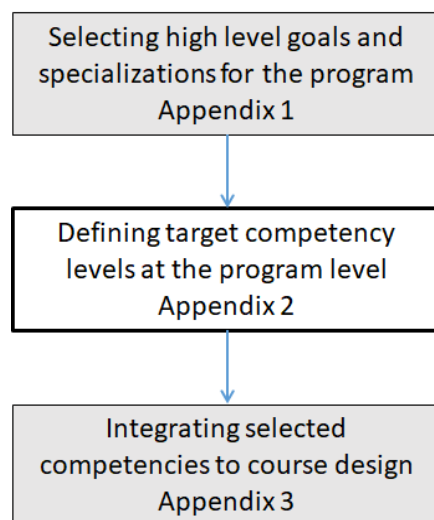 Selecting high level goals and
specializations for the program
Appendix 1
Defining target competency
levels at the program level
Appendix 2
Integrating selected
competencies to course design
Appendix 3